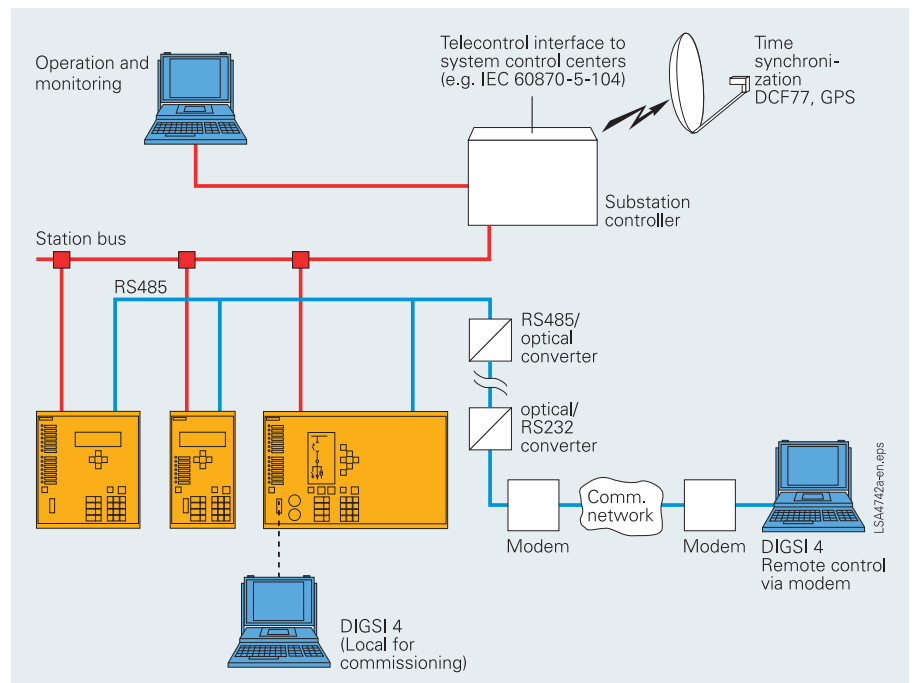 Operation and
monitoring
Telecontrol interface to
system control centers
(e.g. IEC 60870-5-104)
Time
synchroni-
zation
DCF77, GPS
Substation
controller
Station bus
RS485
RS485/
optical
converter
optical/
RS232
converter
Comm.
network
Modem
Modem
DIGSI 4
Remote control
via modem
LSA4742a-en.eps
DIGSI 4
(Local for
commissioning)